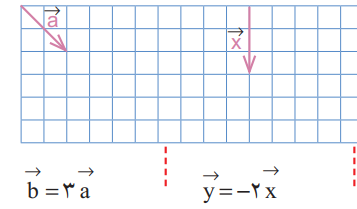 a⃗
x⃗
b⃗ = ۳ a⃗
y⃗ = −۲ x⃗